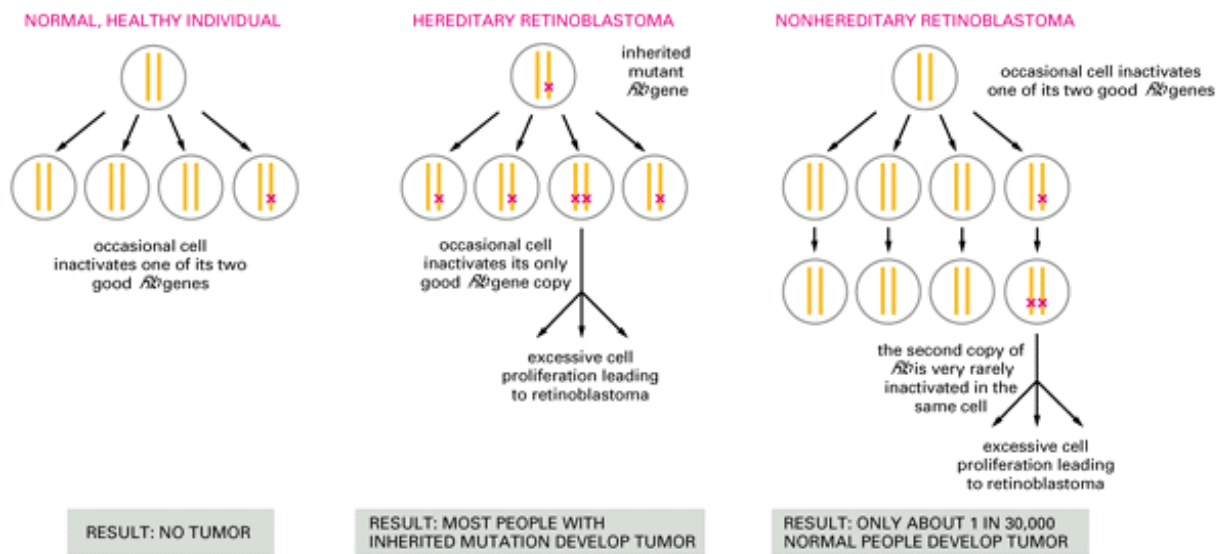 NORMAL, HEALTHY INDIVIDUAL
occasional cell
inactivates one of its two
good Rb genes
RESULT: NO TUMOR
HEREDITARY RETINOBLASTOMA
inherited
mutant
Rb gene
occasional cell
inactivates its only
good Rb gene copy
excessive cell
proliferation leading
to retinoblastoma
RESULT: MOST PEOPLE WITH
INHERITED MUTATION DEVELOP TUMOR
NONHEREDITARY RETINOBLASTOMA
occasional cell inactivates
one of its two good Rb genes
the second copy of
Rb is very rarely
inactivated in the
same cell
excessive cell
proliferation leading
to retinoblastoma
RESULT: ONLY ABOUT 1 IN 30,000
NORMAL PEOPLE DEVELOP TUMOR